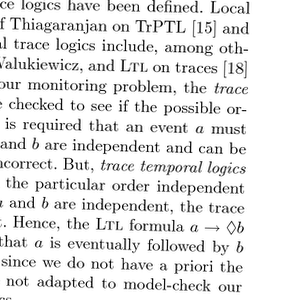 ce logics have been defined. Local
f Thiagaranjan on TrPTL [15] and
al trace logics include, among oth-
Walukiewicz, and LTL on traces [18]
our monitoring problem, the trace
e checked to see if the possible or-
is required that an event a must
and b are independent and can be
ncorrect. But, trace temporal logics
the particular order independent
a and b are independent, the trace
t. Hence, the LTL formula a → ◊b
that a is eventually followed by b
since we do not have a priori the
not adapted to model-check our